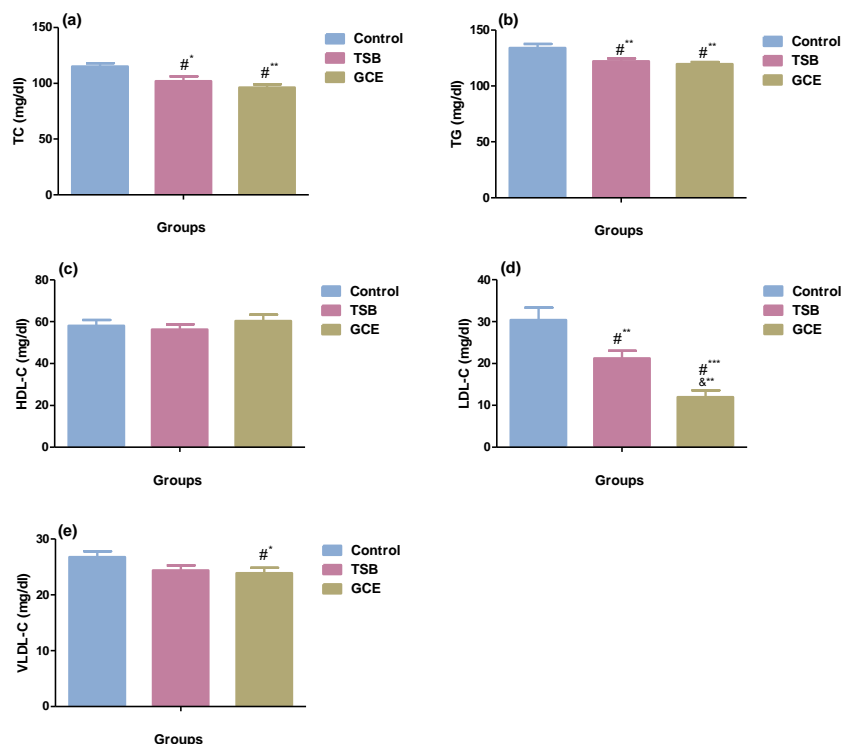 (a)
150
100
50
0
TC (mg/dl)
#*
#**
Groups
Control
TSB
GCE
(b)
150
100
50
0
TG (mg/dl)
#**
#**
Groups
Control
TSB
GCE
(c)
80
60
40
20
0
HDL-C (mg/dl)
Groups
Control
TSB
GCE
(d)
40
30
20
10
0
LDL-C (mg/dl)
#**
#***
&**
Groups
Control
TSB
GCE
(e)
30
20
10
0
VLDL-C (mg/dl)
#*
Groups
Control
TSB
GCE